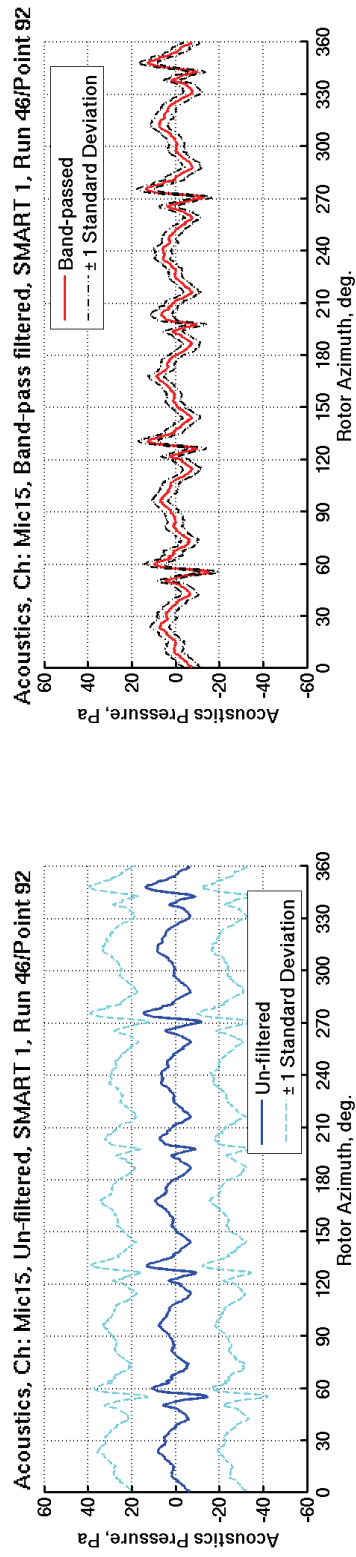 Acoustics, Ch: Mic15, Un-filtered, SMART 1, Run 46/Point 92
Acoustics Pressure, Pa
60
40
20
0
-20
-40
-60
Un-filtered
± 1 Standard Deviation
0 30 60 90 120 150 180 210 240 270 300 330 360
Rotor Azimuth, deg.
Acoustics, Ch: Mic15, Band-pass filtered, SMART 1, Run 46/Point 92
Acoustics Pressure, Pa
60
40
20
0
-20
-40
-60
Band-passed
± 1 Standard Deviation
0 30 60 90 120 150 180 210 240 270 300 330 360
Rotor Azimuth, deg.